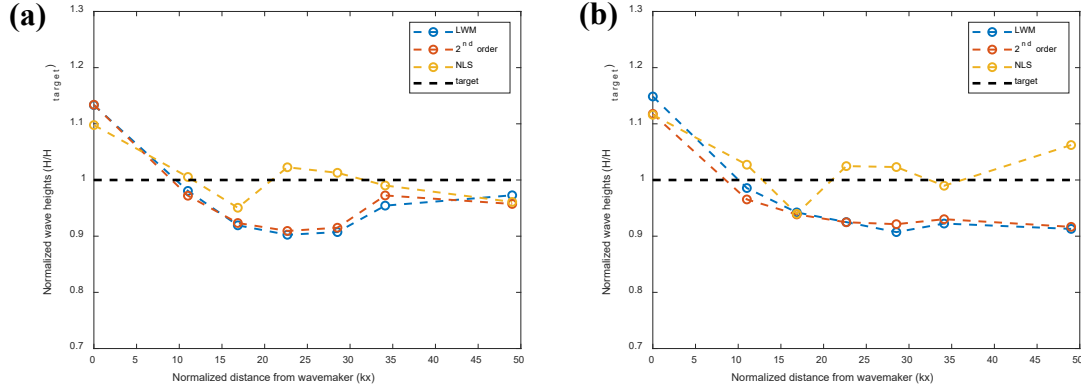 (a)
1.3
1.2
1.1
1
0.9
0.8
0.7
Normalized wave heights (H/H target)
0 5 10 15 20 25 30 35 40 45 50
Normalized distance from wavemaker (kx)
LWM
2nd order
NLS
target
(b)
1.3
1.2
1.1
1
0.9
0.8
0.7
Normalized wave heights (H/H target)
0 5 10 15 20 25 30 35 40 45 50
Normalized distance from wavemaker (kx)
LWM
2nd order
NLS
target